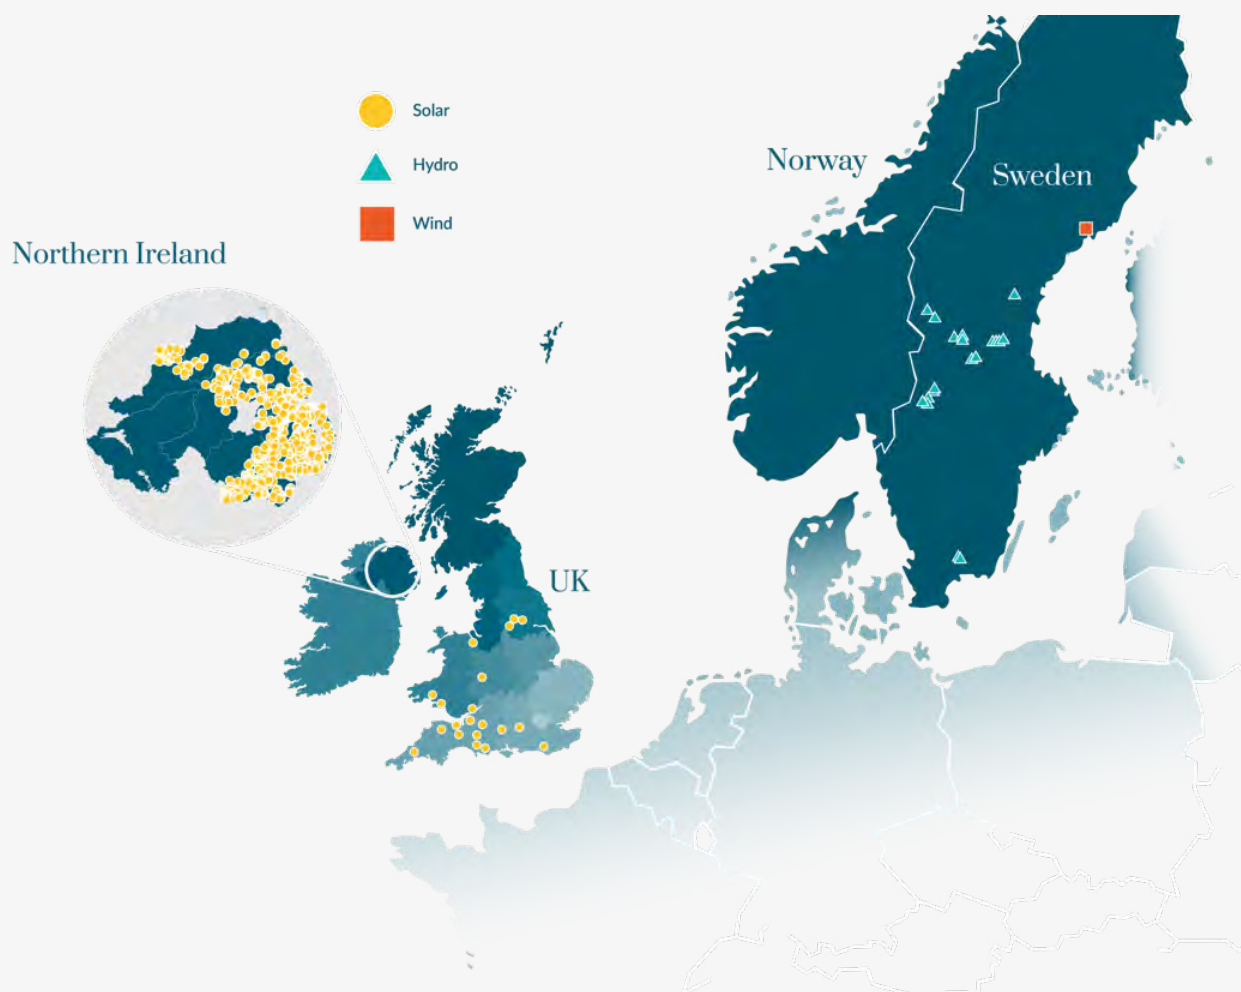 Solar
Hydro
Wind
Norway
Sweden
Northern Ireland
UK